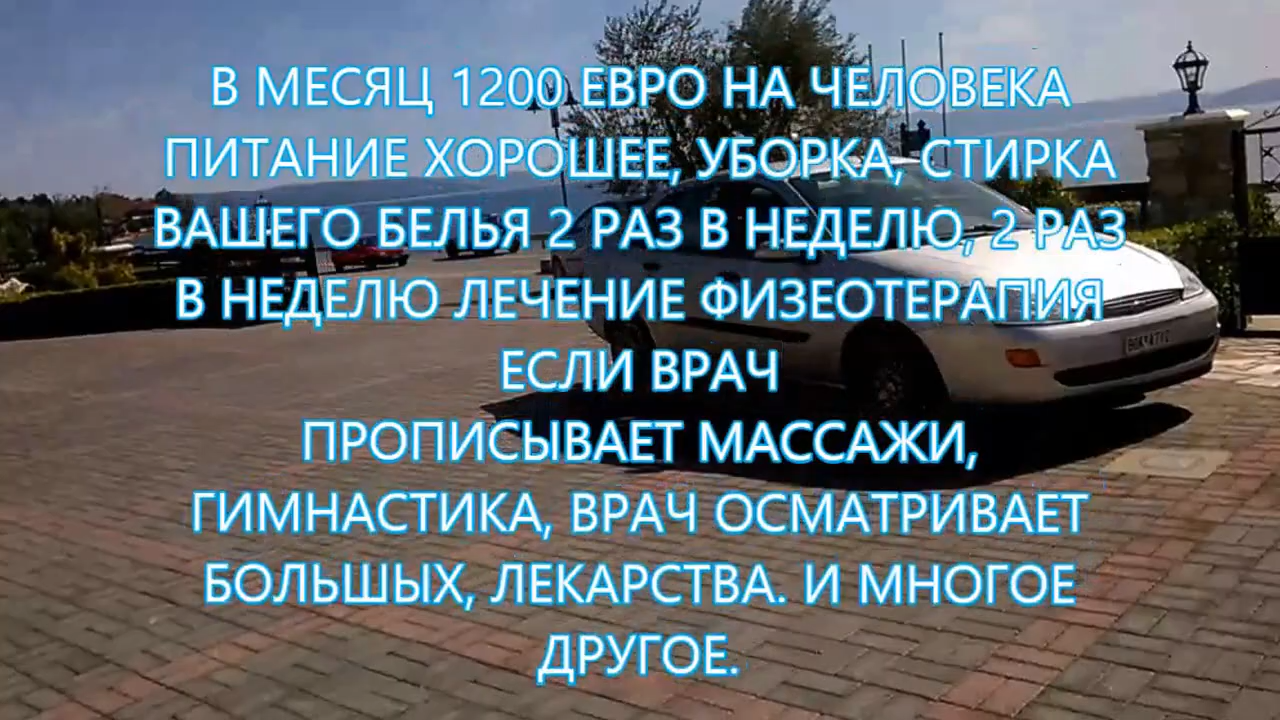 В МЕСЯЦ 1200 ЕВРО НА ЧЕЛОВЕКА
ПИТАНИЕ ХОРОШЕЕ, УБОРКА, СТИРКА
ВАШЕГО БЕЛЬЯ 2 РАЗ В НЕДЕЛЮ, 2 РАЗ
В НЕДЕЛЮ ЛЕЧЕНИЕ ФИЗЕОТЕРАПИЯ
ЕСЛИ ВРАЧ
ПРОПИСЫВАЕТ МАССАЖИ,
ГИМНАСТИКА, ВРАЧ ОСМАТРИВАЕТ
БОЛЬШЫХ, ЛЕКАРСТВА. И МНОГОЕ
ДРУГОЕ.